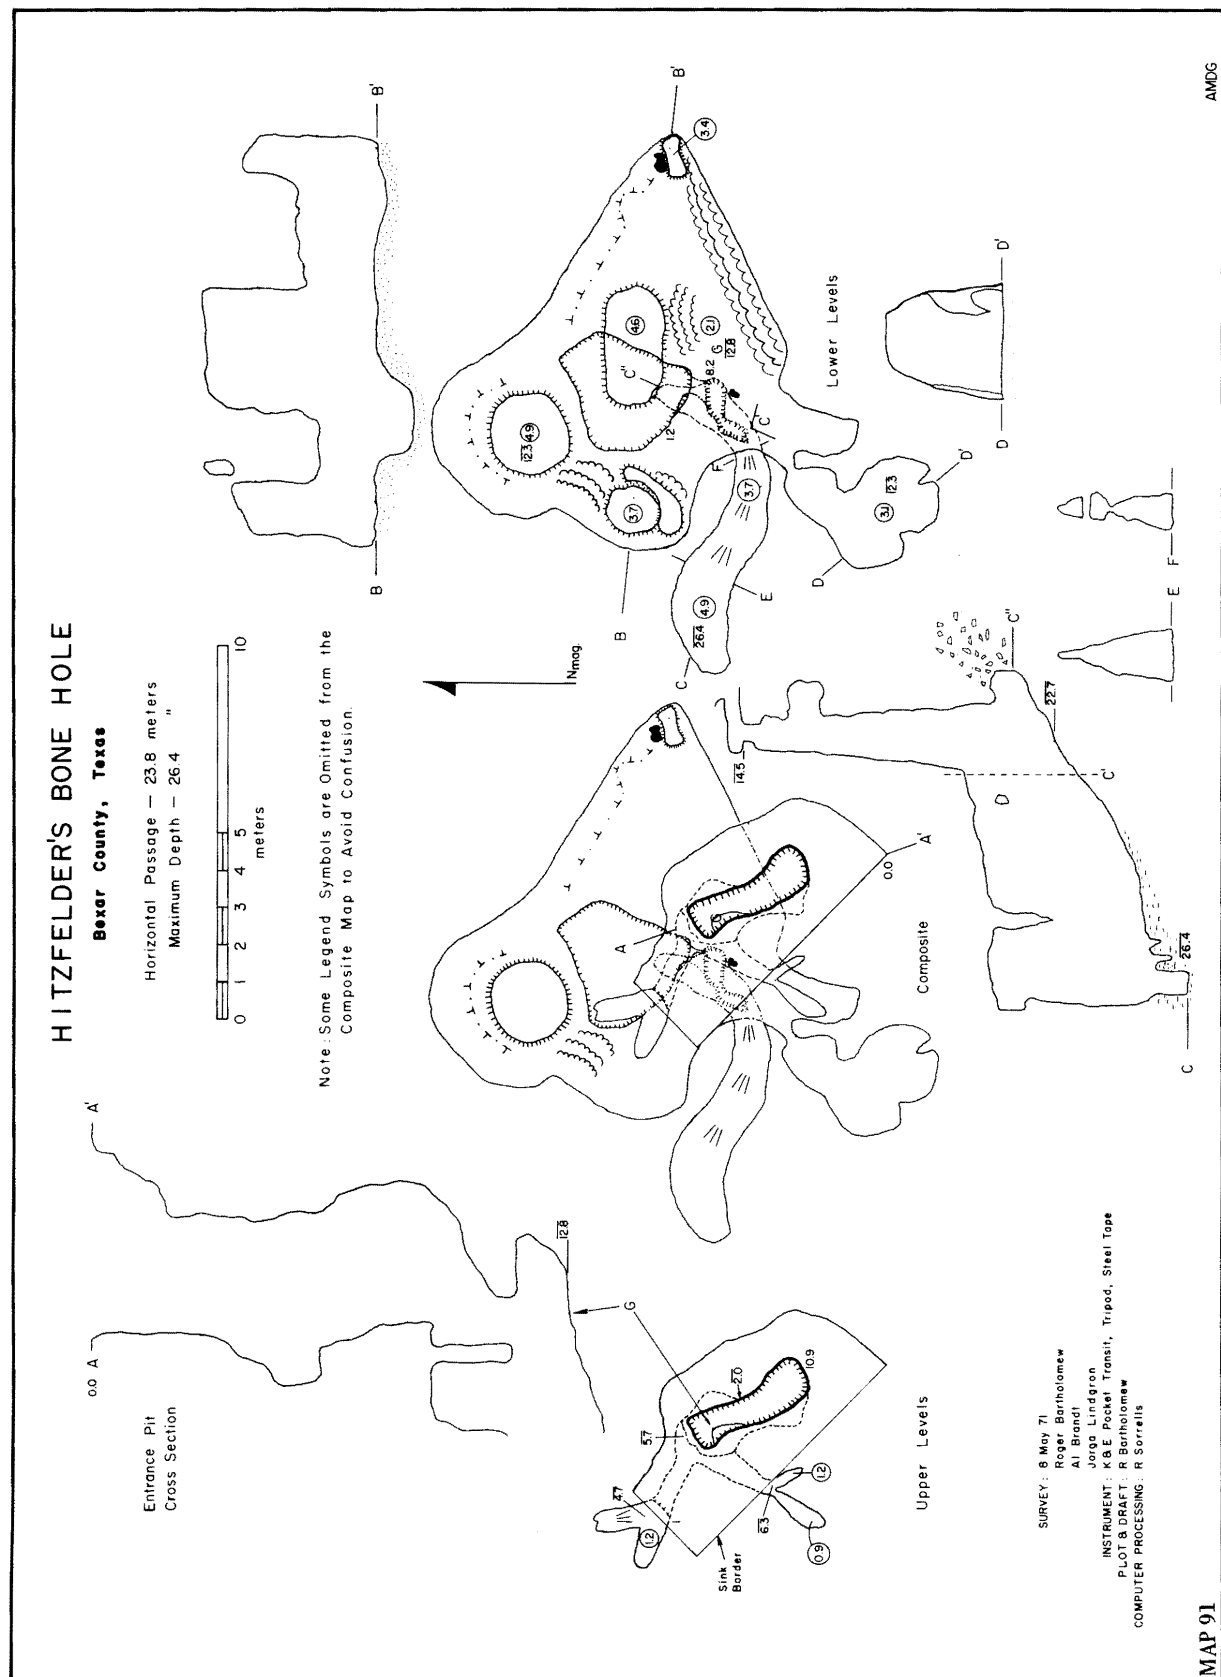 HITZFELDER'S BONE HOLE
Bexar County, Texas
Horizontal Passage — 23.8 meters
Maximum Depth — 26.4 "
0 1 2 3 4 5 10
meters
Note: Some Legend Symbols are Omitted from the
Composite Map to Avoid Confusion.
Entrance Pit
Cross Section
0.0 A
A'
12.8
G
4.7
5.7
2.0
10.9
1.2
6.3
1.2
0.9
Sink
Border
Upper Levels
A
0.0
A'
Composite
Nmag.
B
B'
B
B'
3.4
4.6
12.3
4.9
C"
2.1
G
12.8
8.2
1.2
3.7
F
C'
3.7
E
26.4
4.9
C
D
3.1
12.3
D'
Lower Levels
D
D'
E
F
14.5
D
C'
22.7
C"
26.4
C
SURVEY: 8 May 71
Roger Bartholomew
Al Brandt
Jorga Lindgron
INSTRUMENT: K&E Pocket Transit, Tripod, Steel Tape
PLOT & DRAFT: R Bartholomew
COMPUTER PROCESSING: R Sorrells
MAP 91
AMDG